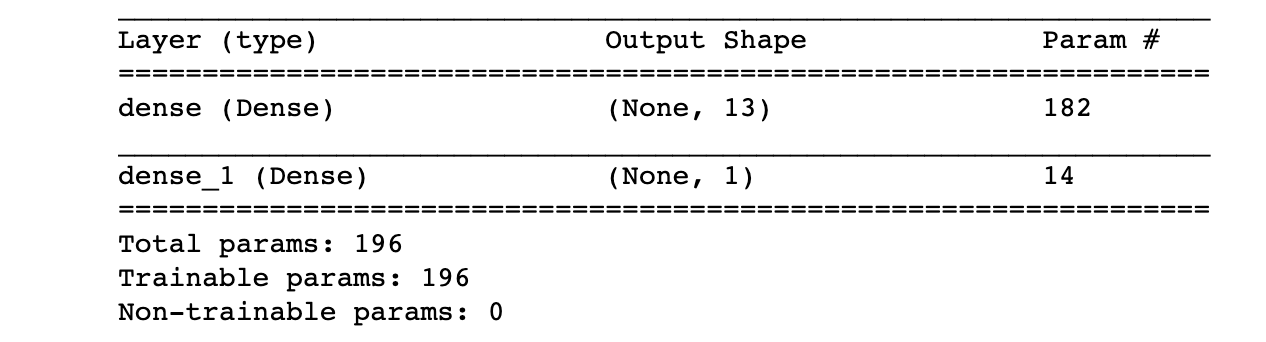 Layer (type) Output Shape Param #
=================================================================
dense (Dense) (None, 13) 182
_________________________________________________________________
dense_1 (Dense) (None, 1) 14
=================================================================
Total params: 196
Trainable params: 196
Non-trainable params: 0